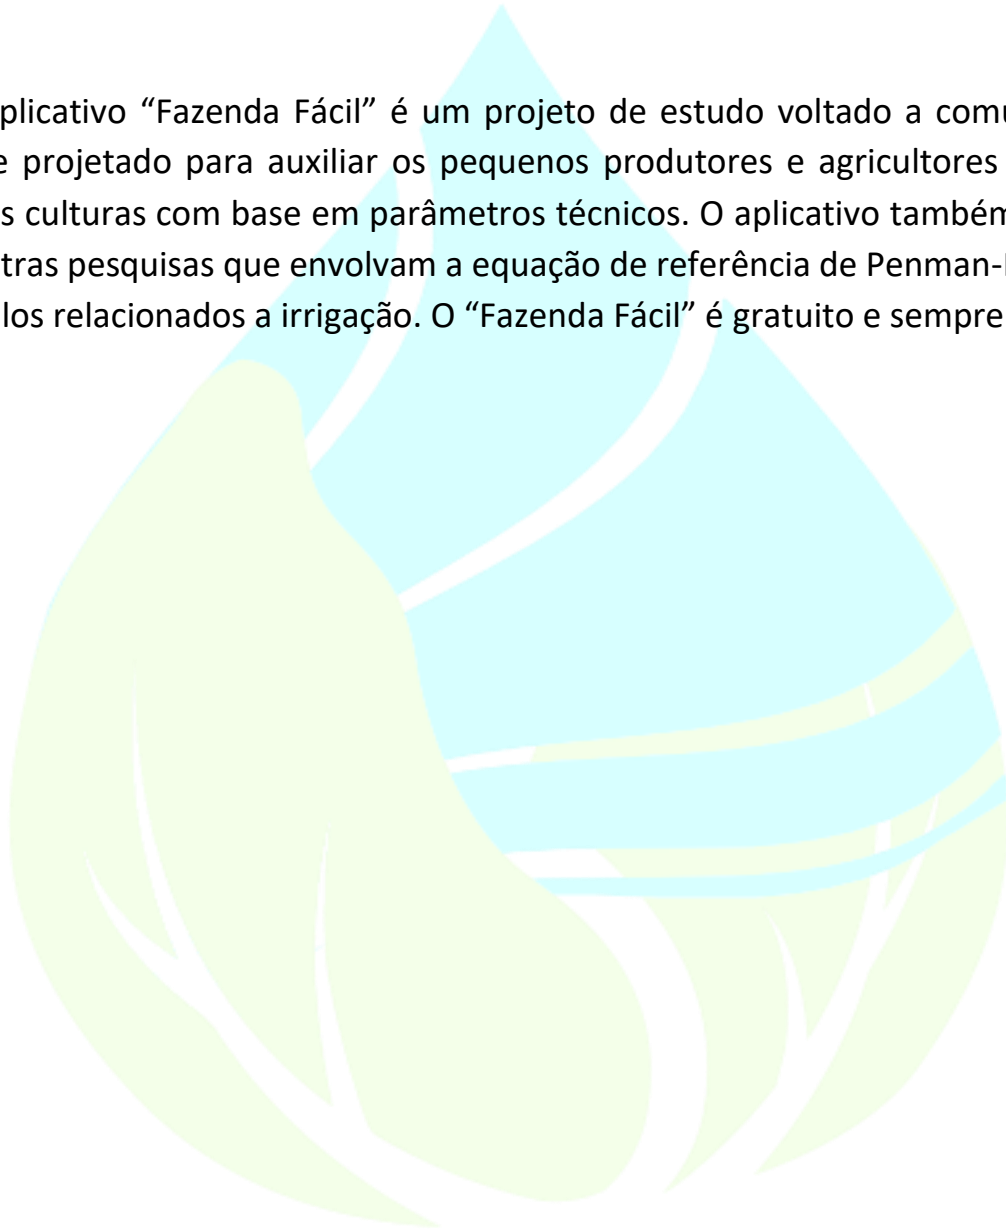 plicativo “Fazenda Fácil” é um projeto de estudo voltado a comu
e projetado para auxiliar os pequenos produtores e agricultores
s culturas com base em parâmetros técnicos. O aplicativo também
tras pesquisas que envolvam a equação de referência de Penman-
los relacionados a irrigação. O “Fazenda Fácil” é gratuito e sempre